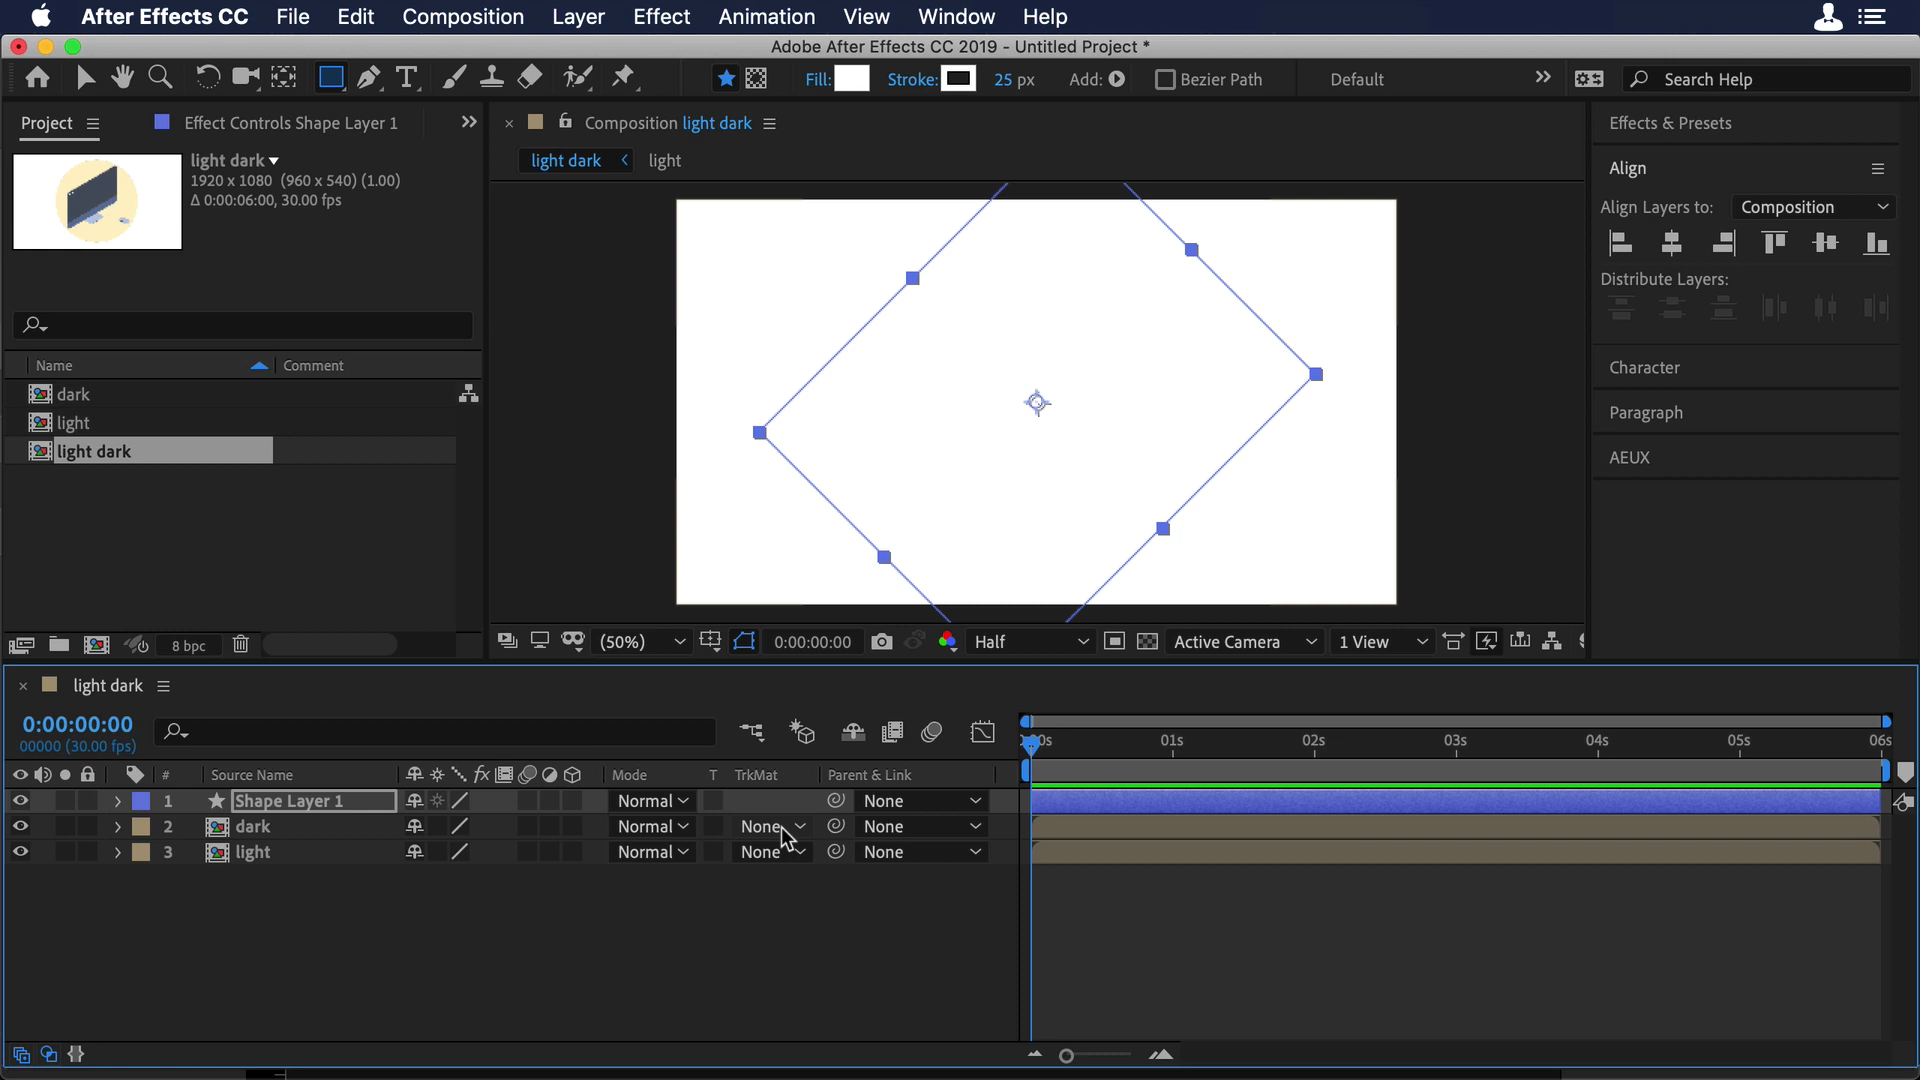 After Effects CC File Edit Composition Layer Effect Animation View Window Help
Adobe After Effects CC 2019 - Untitled Project *
Fill: Stroke: 25 px Add: Bezier Path Default Search Help
Project Effect Controls Shape Layer 1
Composition light dark
Effects & Presets
light dark
1920 x 1080 (960 x 540) (1.00)
Δ 0:00:06:00, 30.00 fps
light dark light
Align
Align Layers to: Composition
Distribute Layers:
Name Comment
dark
light
light dark
Character
Paragraph
AEUX
8 bpc
(50%) 0:00:00:00 Half Active Camera 1 View
light dark
0:00:00:00
00000 (30.00 fps)
:00s 01s 02s 03s 04s 05s 06s
# Source Name fx Mode T TrkMat Parent & Link
1 Shape Layer 1 Normal None
2 dark Normal None None
3 light Normal None None